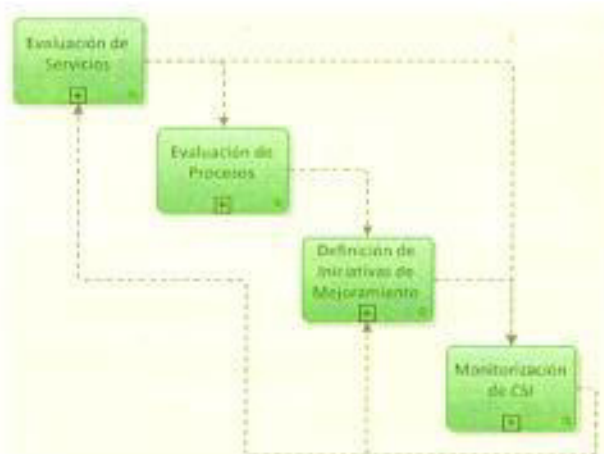 Evaluación de
Servicios
Evaluación de
Procesos
Definición de
Iniciativas de
Mejoramiento
Monitorización
de CSI